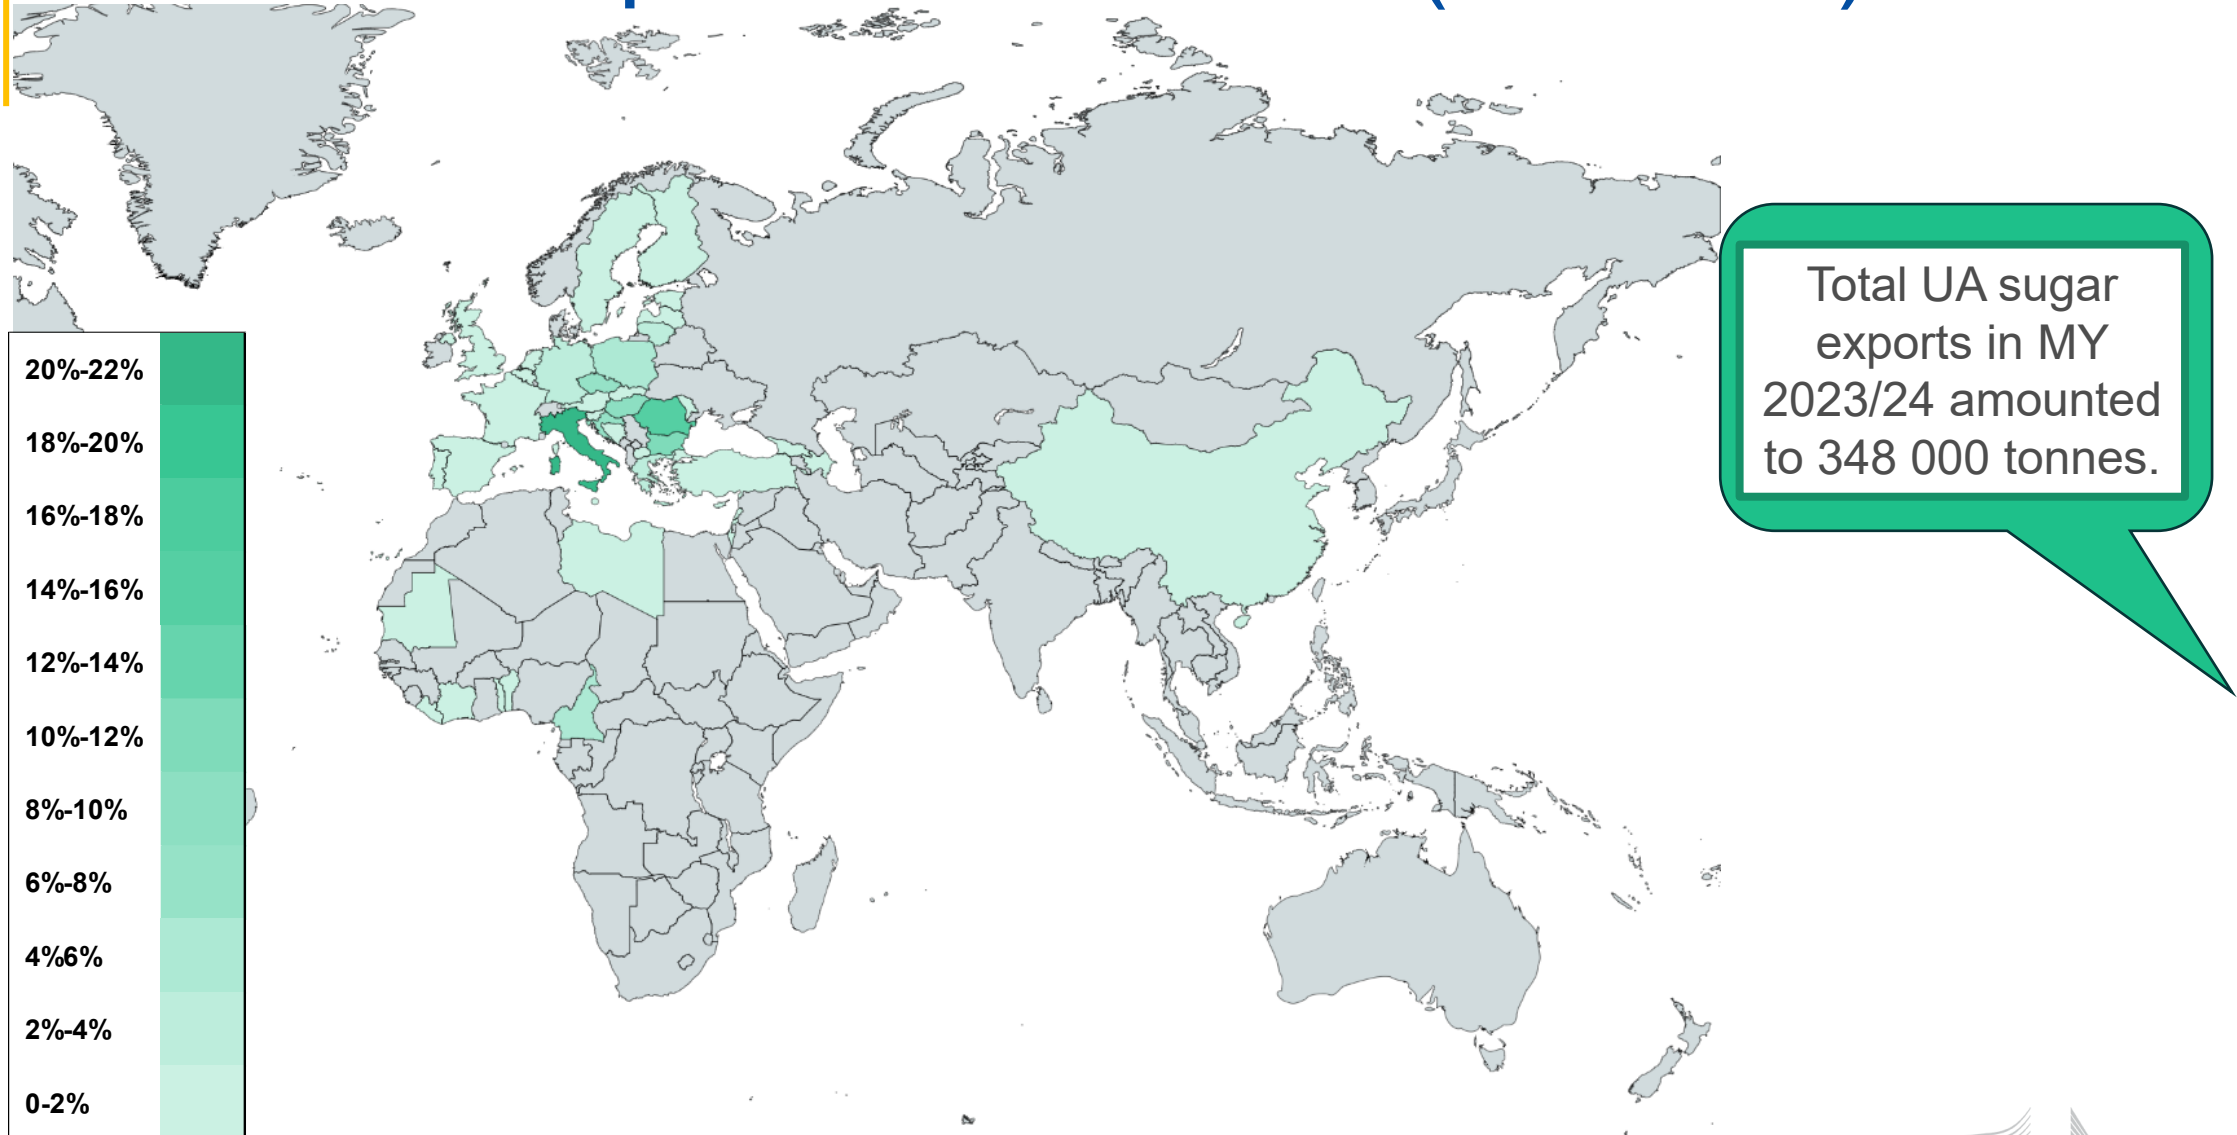 20%-22%
18%-20%
16%-18%
14%-16%
12%-14%
10%-12%
8%-10%
6%-8%
4%6%
2%-4%
0-2%
Total UA sugar
exports in MY
2023/24 amounted
to 348 000 tonnes.